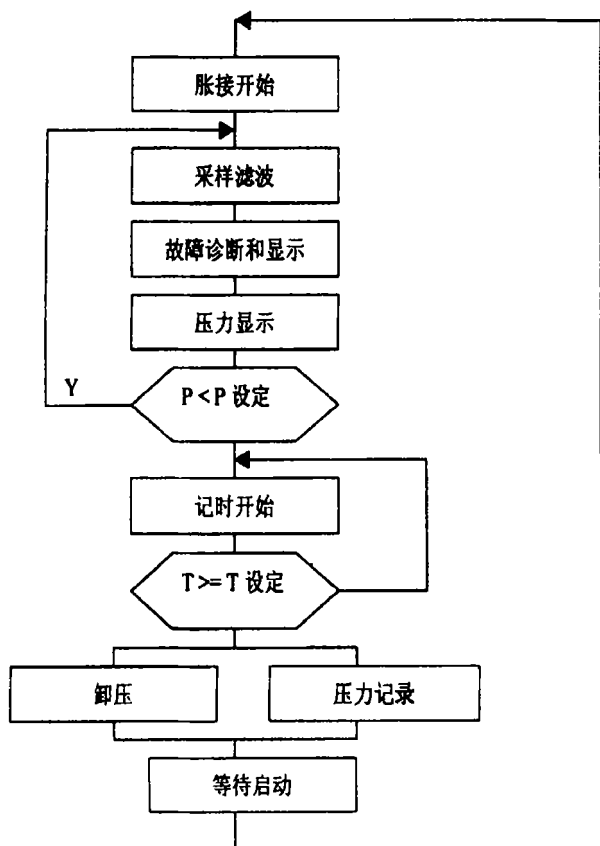 胀接开始
采样滤波
故障诊断和显示
压力显示
P<P 设定
Y
记时开始
T>=T 设定
卸压
压力记录
等待启动